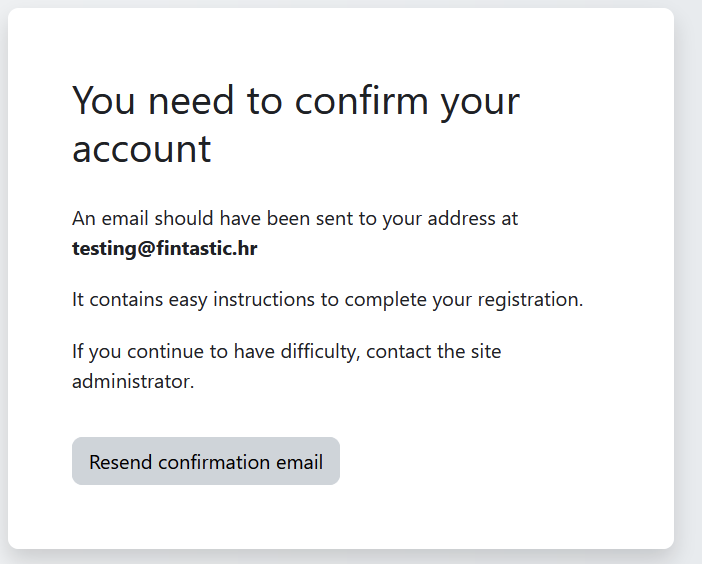 You need to confirm your
account
An email should have been sent to your address at
testing@fintastic.hr
It contains easy instructions to complete your registration.
If you continue to have difficulty, contact the site
administrator.
Resend confirmation email